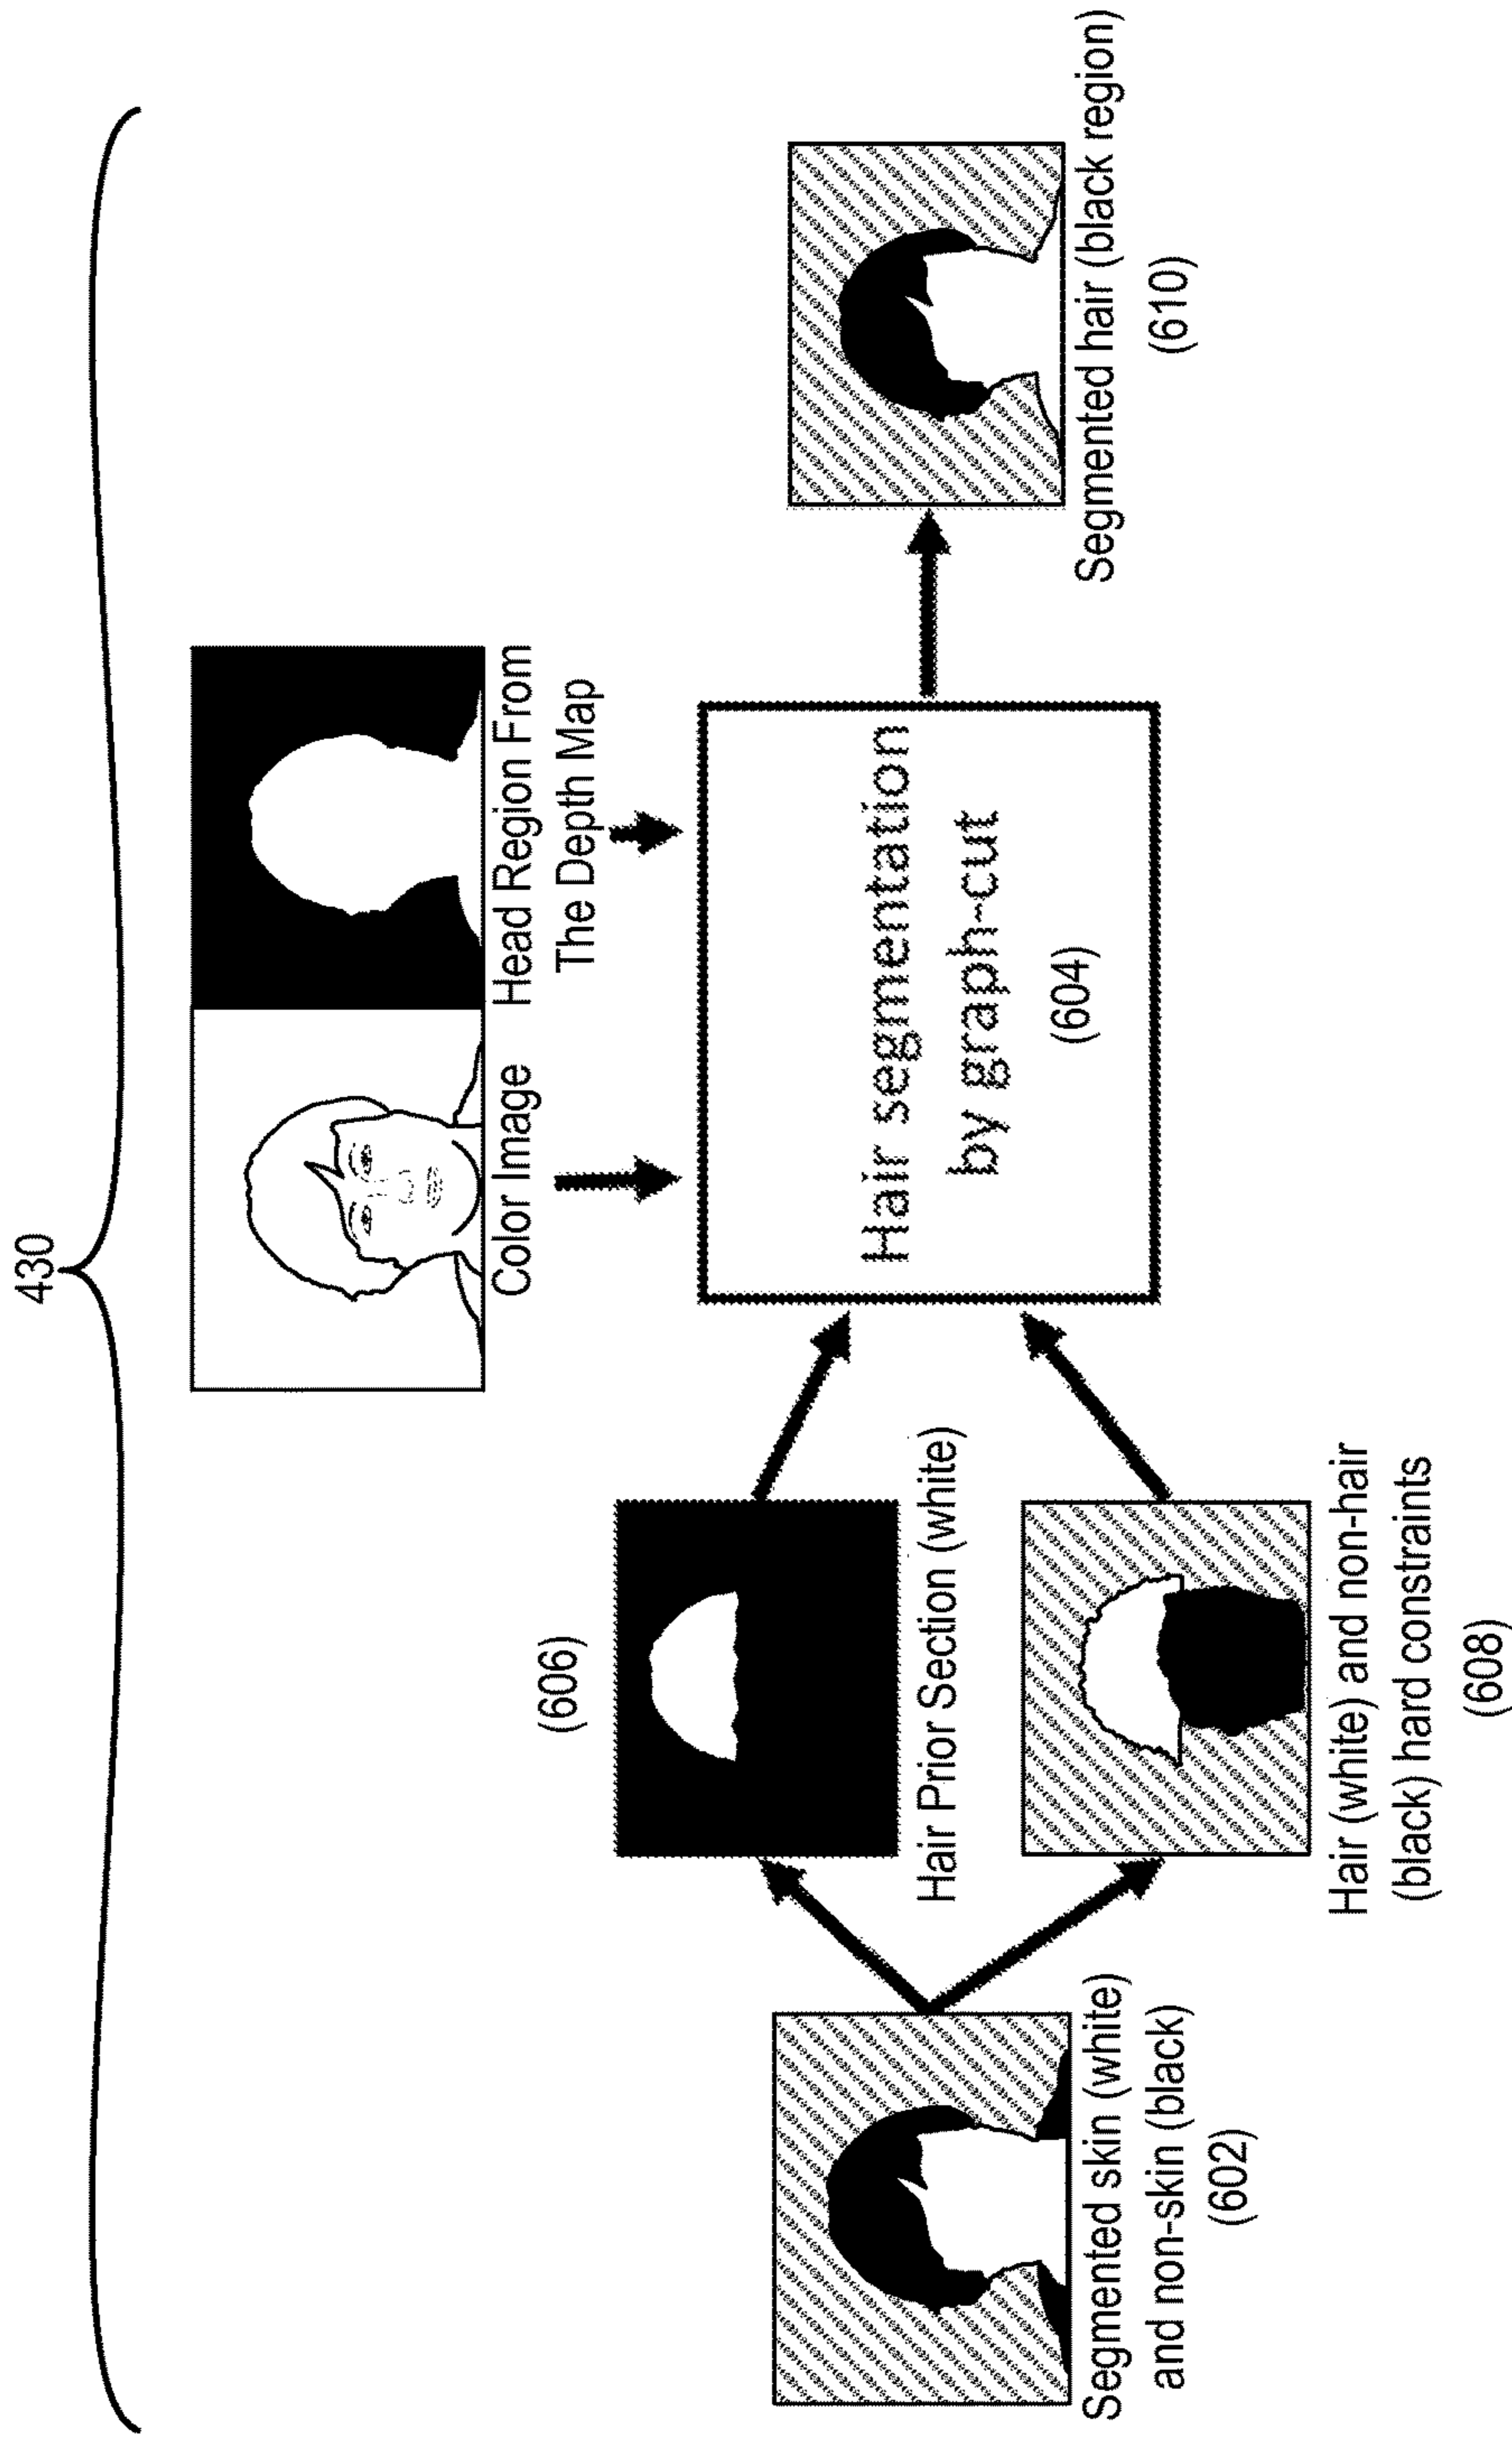 430
Color Image
Head Region From
The Depth Map
(606)
Hair Prior Section (white)
Segmented skin (white)
and non-skin (black)
(602)
Hair (white) and non-hair
(black) hard constraints
(608)
Hair segmentation
by graph-cut
(604)
Segmented hair (black region)
(610)